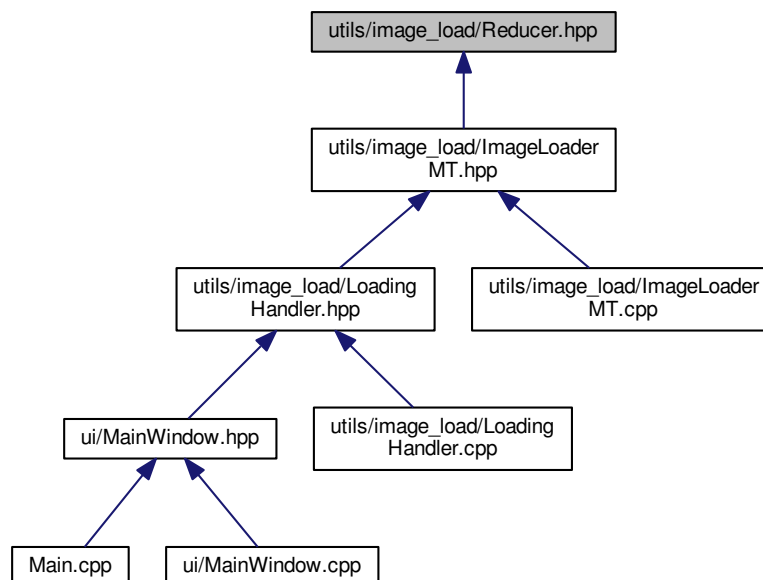 utils/image_load/Reducer.hpp
utils/image_load/ImageLoader
MT.hpp
utils/image_load/Loading
Handler.hpp
utils/image_load/ImageLoader
MT.cpp
ui/MainWindow.hpp
utils/image_load/Loading
Handler.cpp
Main.cpp
ui/MainWindow.cpp